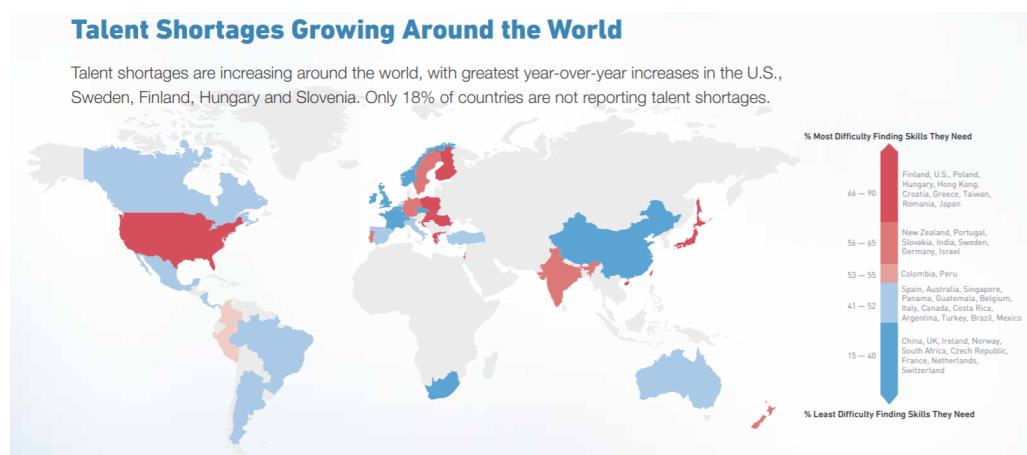 Talent Shortages Growing Around the World
Talent shortages are increasing around the world, with greatest year-over-year increases in the U.S.,
Sweden, Finland, Hungary and Slovenia. Only 18% of countries are not reporting talent shortages.
% Most Difficulty Finding Skills They Need
66 — 90
Finland, U.S., Poland,
Hungary, Hong Kong,
Croatia, Greece, Taiwan,
Romania, Japan
56 — 65
New Zealand, Portugal,
Slovakia, India, Sweden,
Germany, Israel
53 — 55
Colombia, Peru
41 — 52
Spain, Australia, Singapore,
Panama, Guatemala, Belgium,
Italy, Canada, Costa Rica,
Argentina, Turkey, Brazil, Mexico
15 — 40
China, UK, Ireland, Norway,
South Africa, Czech Republic,
France, Netherlands,
Switzerland
% Least Difficulty Finding Skills They Need